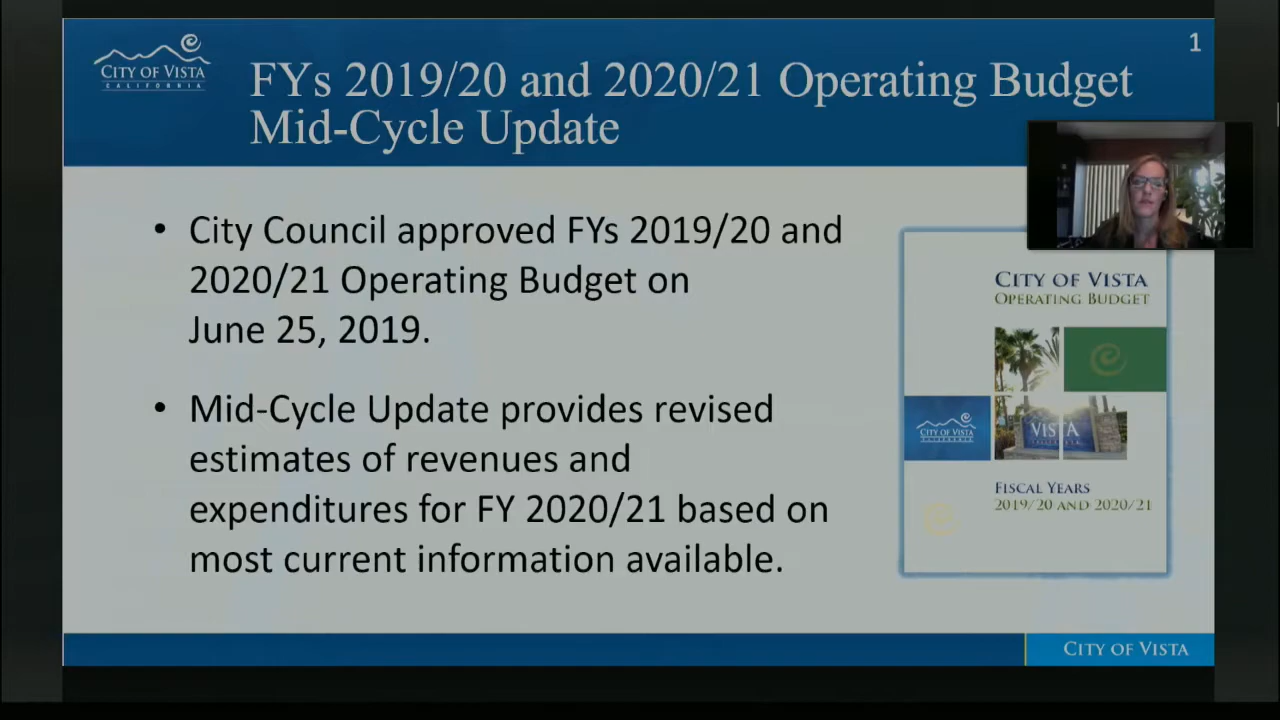 1
CITY OF VISTA
CALIFORNIA
FYs 2019/20 and 2020/21 Operating Budget
Mid-Cycle Update
• City Council approved FYs 2019/20 and
2020/21 Operating Budget on
June 25, 2019.
• Mid-Cycle Update provides revised
estimates of revenues and
expenditures for FY 2020/21 based on
most current information available.
CITY OF VISTA
OPERATING BUDGET
CITY OF VISTA
VISTA
FISCAL YEARS
2019/20 AND 2020/21
CITY OF VISTA